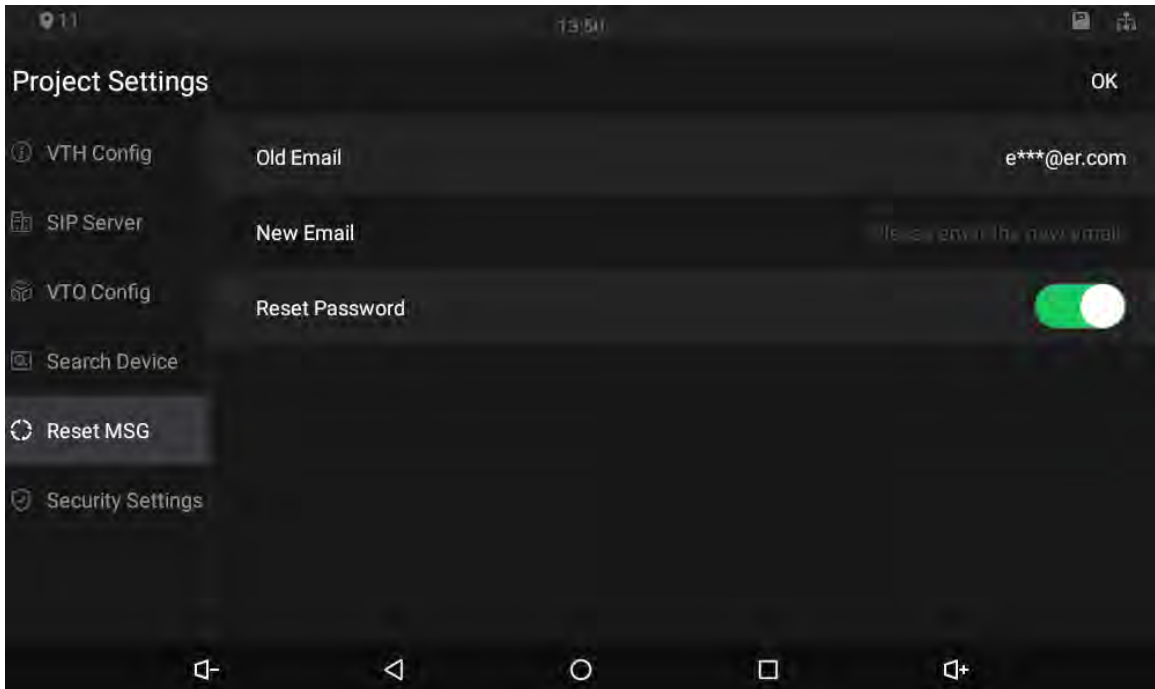 11
13:50
Project Settings
OK
VTH Config
Old Email
e***@er.com
SIP Server
New Email
Please enter the new email
VTO Config
Reset Password
Search Device
Reset MSG
Security Settings